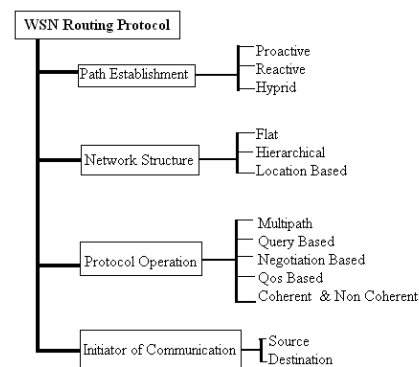 WSN Routing Protocol
Path Establishment
Proactive
Reactive
Hyprid
Network Structure
Flat
Hierarchical
Location Based
Protocol Operation
Multipath
Query Based
Negotiation Based
Qos Based
Coherent & Non Coherent
Initiator of Communication
Source
Destination